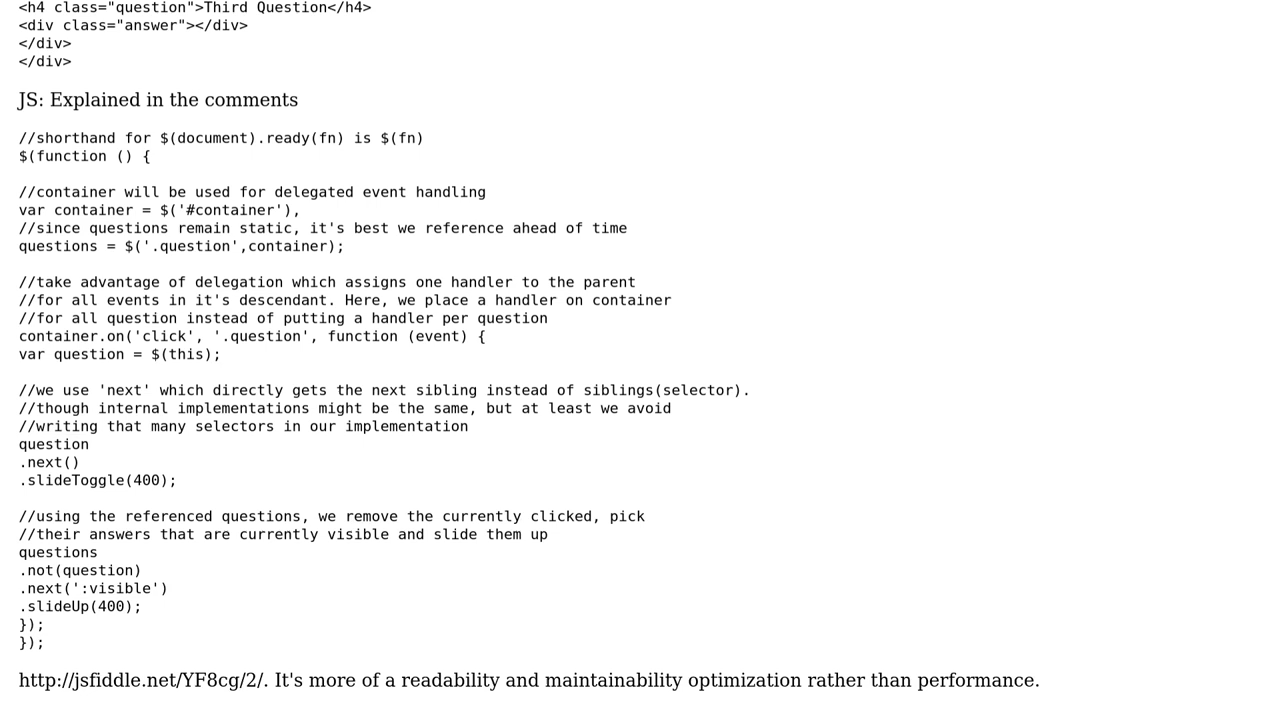 <h4 class="question">Third Question</h4>
<div class="answer"></div>
</div>
</div>
JS: Explained in the comments
//shorthand for $(document).ready(fn) is $(fn)
$(function () {
//container will be used for delegated event handling
var container = $('#container'),
//since questions remain static, it's best we reference ahead of time
questions = $('.question',container);
//take advantage of delegation which assigns one handler to the parent
//for all events in it's descendant. Here, we place a handler on container
//for all question instead of putting a handler per question
container.on('click', '.question', function (event) {
var question = $(this);
//we use 'next' which directly gets the next sibling instead of siblings(selector).
//though internal implementations might be the same, but at least we avoid
//writing that many selectors in our implementation
question
.next()
.slideToggle(400);
//using the referenced questions, we remove the currently clicked, pick
//their answers that are currently visible and slide them up
questions
.not(question)
.next(':visible')
.slideUp(400);
});
});
http://jsfiddle.net/YF8cg/2/. It's more of a readability and maintainability optimization rather than performance.